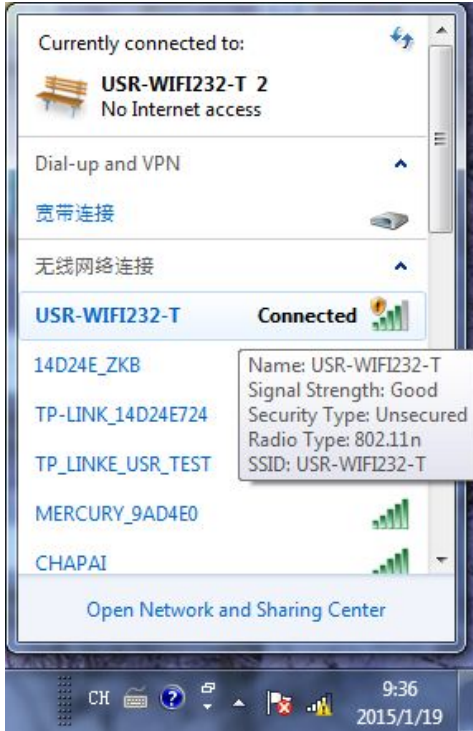 Currently connected to:
USR-WIFI232-T 2
No Internet access
Dial-up and VPN
宽带连接
无线网络连接
USR-WIFI232-T Connected
14D24E_ZKB
TP-LINK_14D24E724
TP_LINKE_USR_TEST
MERCURY_9AD4E0
CHAPAI
Name: USR-WIFI232-T
Signal Strength: Good
Security Type: Unsecured
Radio Type: 802.11n
SSID: USR-WIFI232-T
Open Network and Sharing Center
CH
9:36
2015/1/19